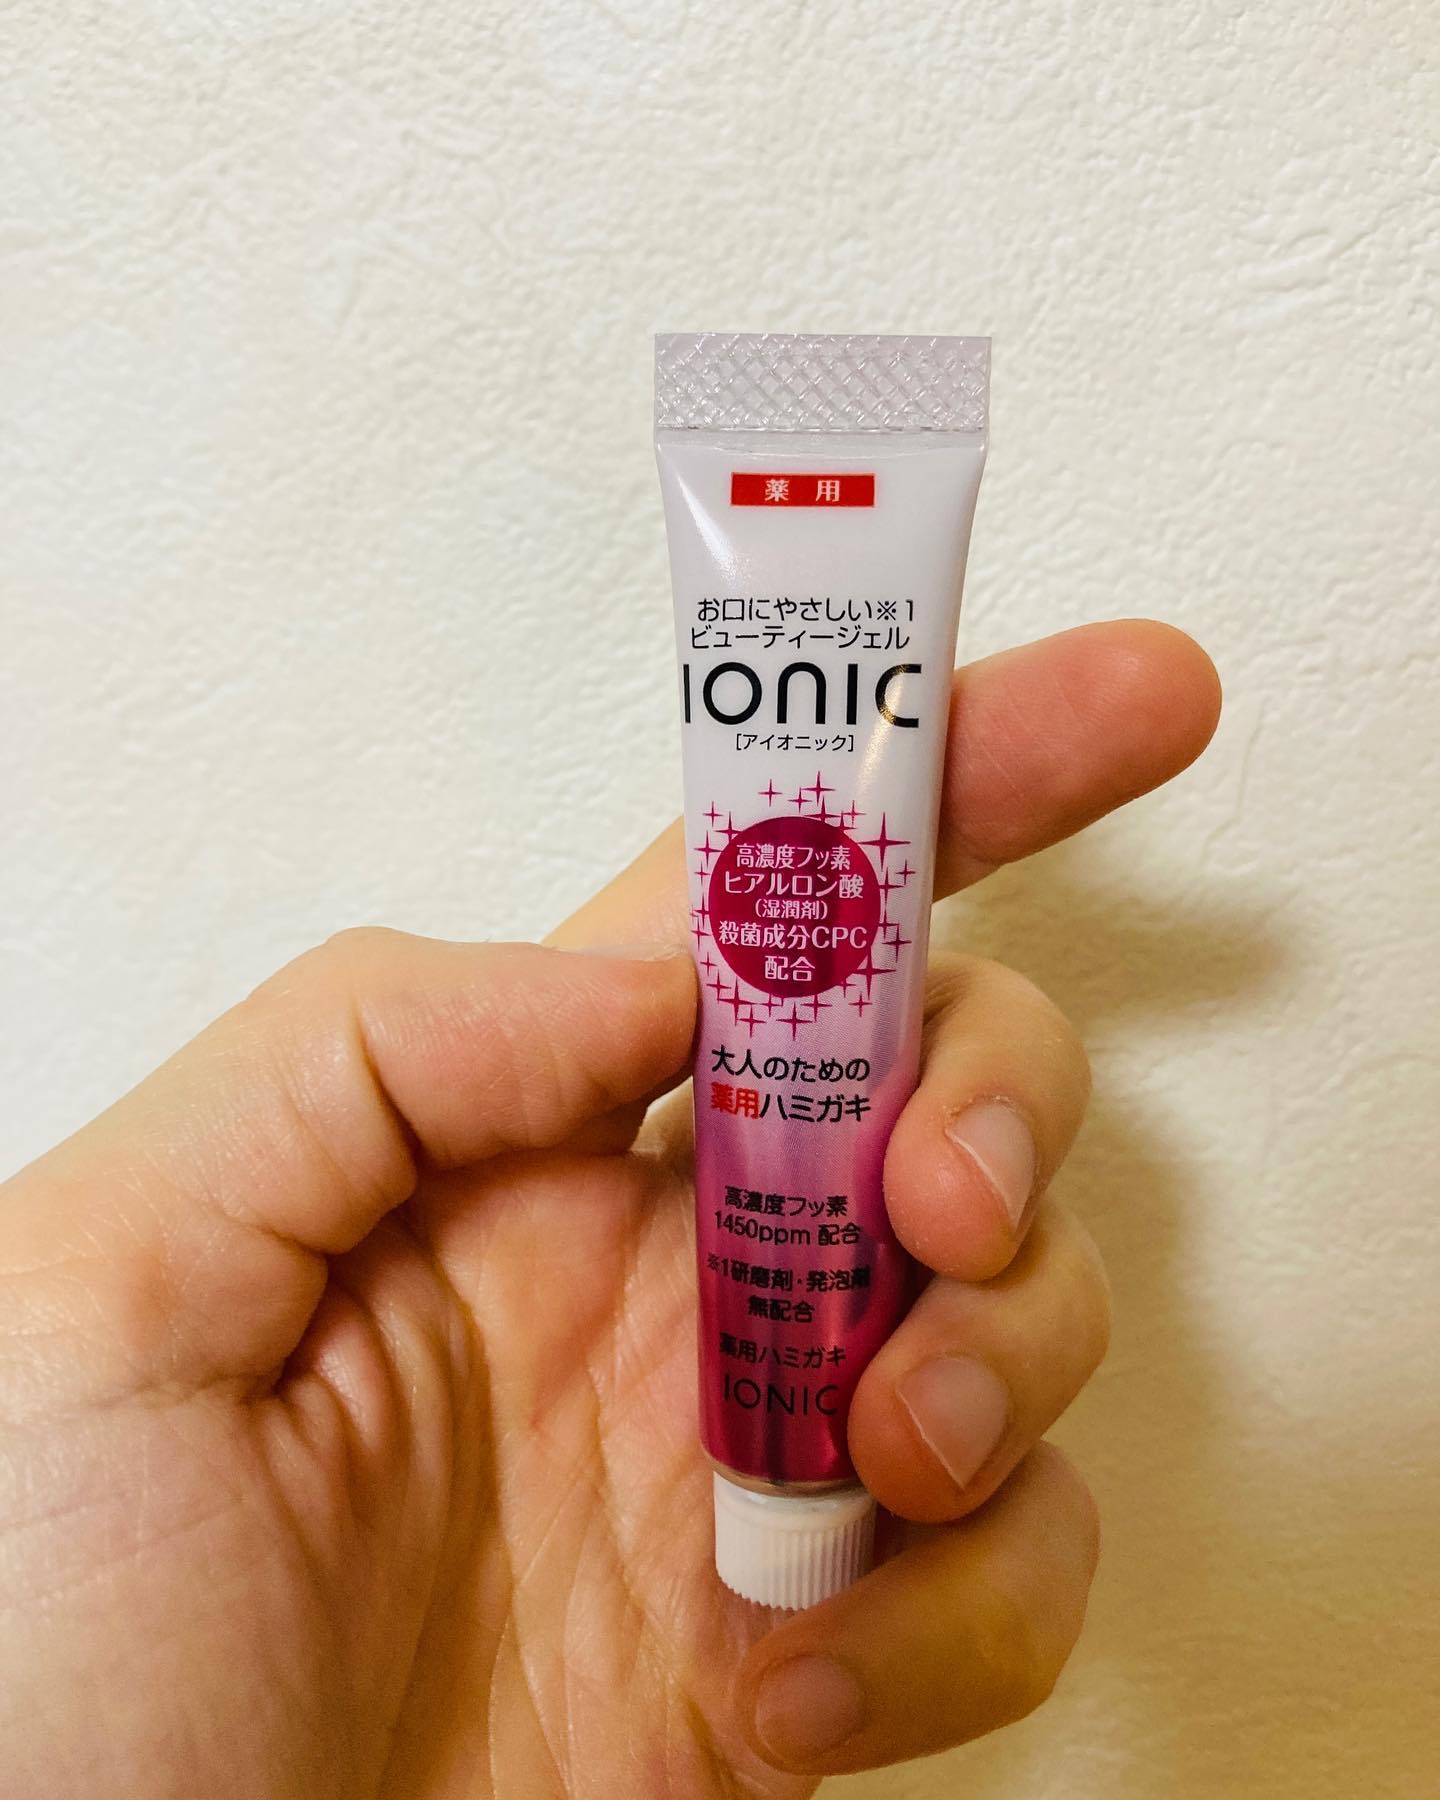 薬用
お口にやさしい※1
ビューティージェル
IONIC
[アイオニック]
高濃度フッ素
ヒアルロン酸
(湿潤剤)
殺菌成分CPC
配合
大人のための
薬用ハミガキ
高濃度フッ素
1450ppm 配合
※1研磨剤・発泡剤
無配合
薬用ハミガキ
IONIC